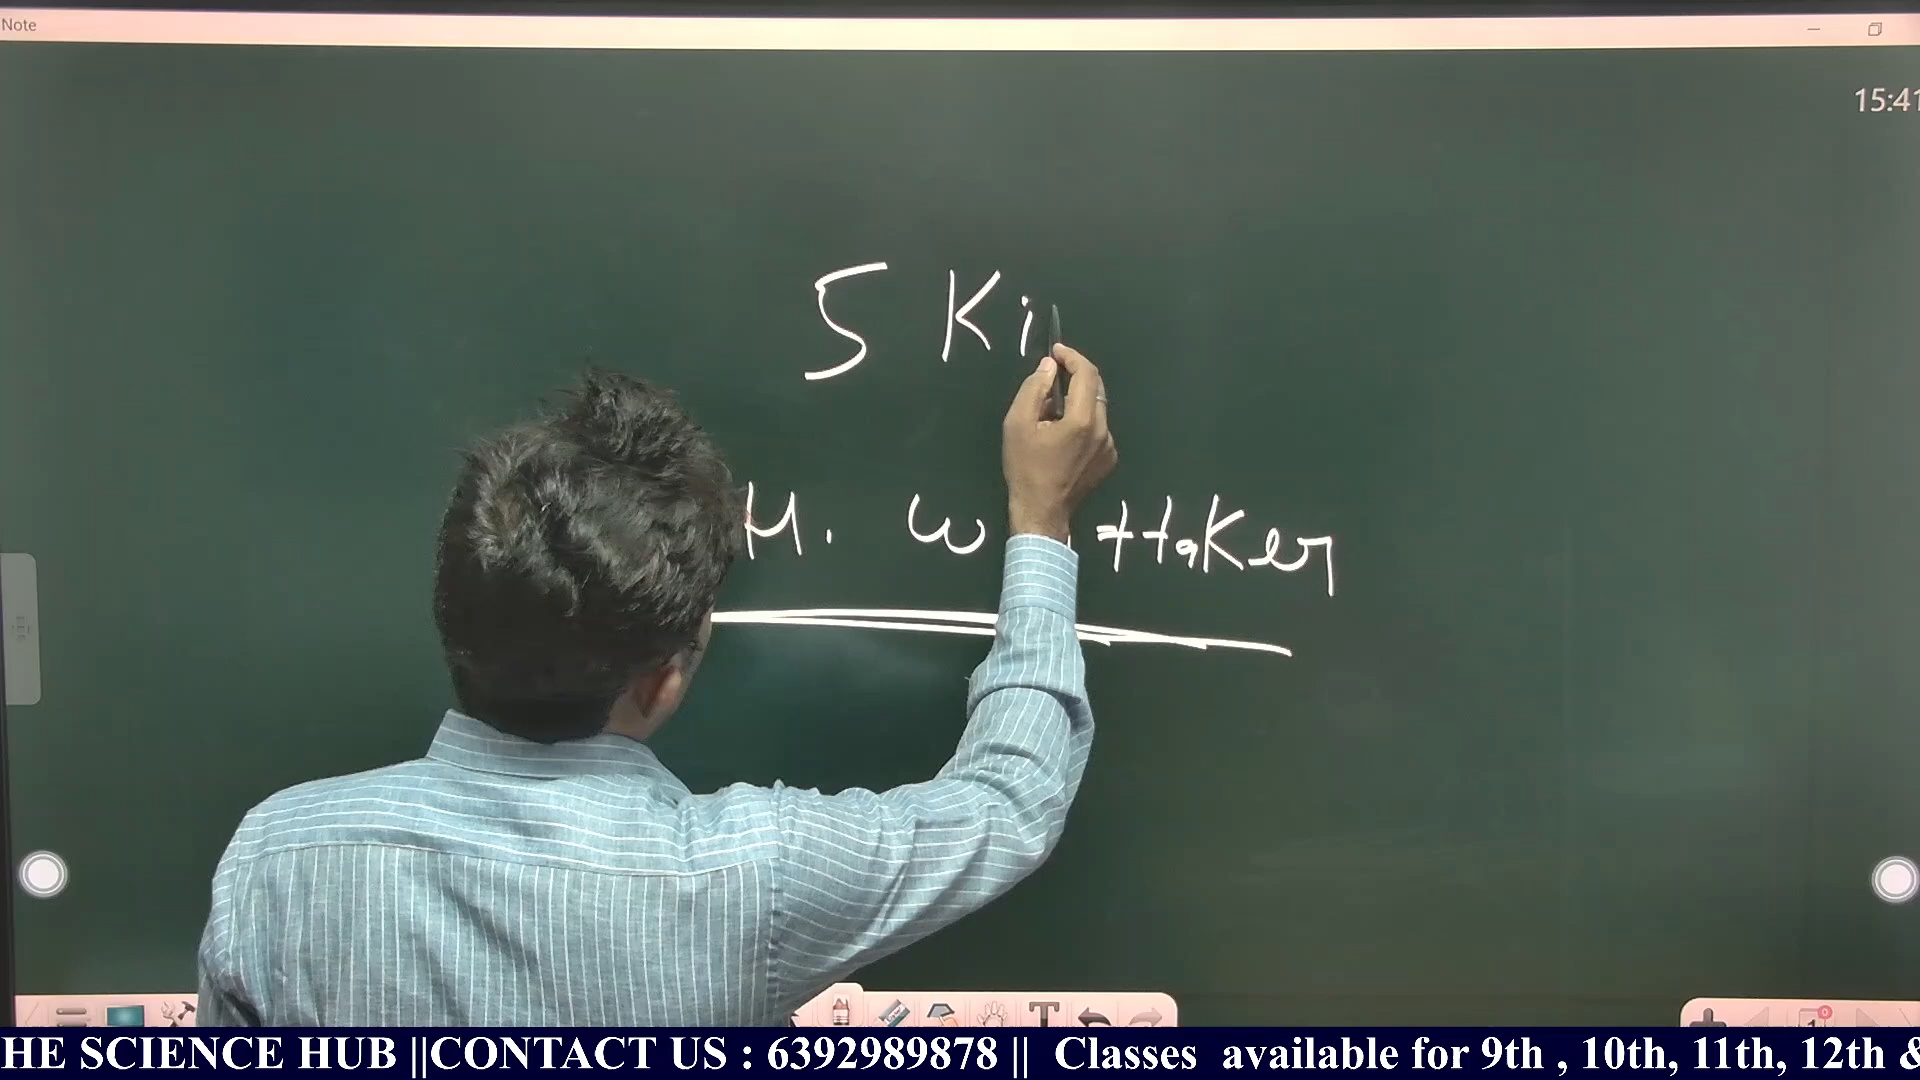 Note
15:41
5 Ki
H. w ttaKer
HE SCIENCE HUB ||CONTACT US : 6392989878 || Classes available for 9th , 10th, 11th, 12th &